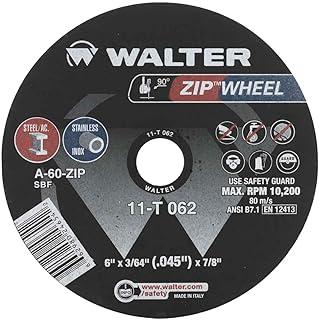 WALTER
90°
ZIP™WHEEL
STEEL/AC.
STAINLESS
INOX
11-T 062
A-60-ZIP
SBF
WALTER
11-T 062
USE SAFETY GUARD
MAX. RPM 10,200
80 m/s
ANSI B7.1 EN 12413
6" x 3/64" (.045") x 7/8"
www.walter.com
/safety
MADE IN ITALY